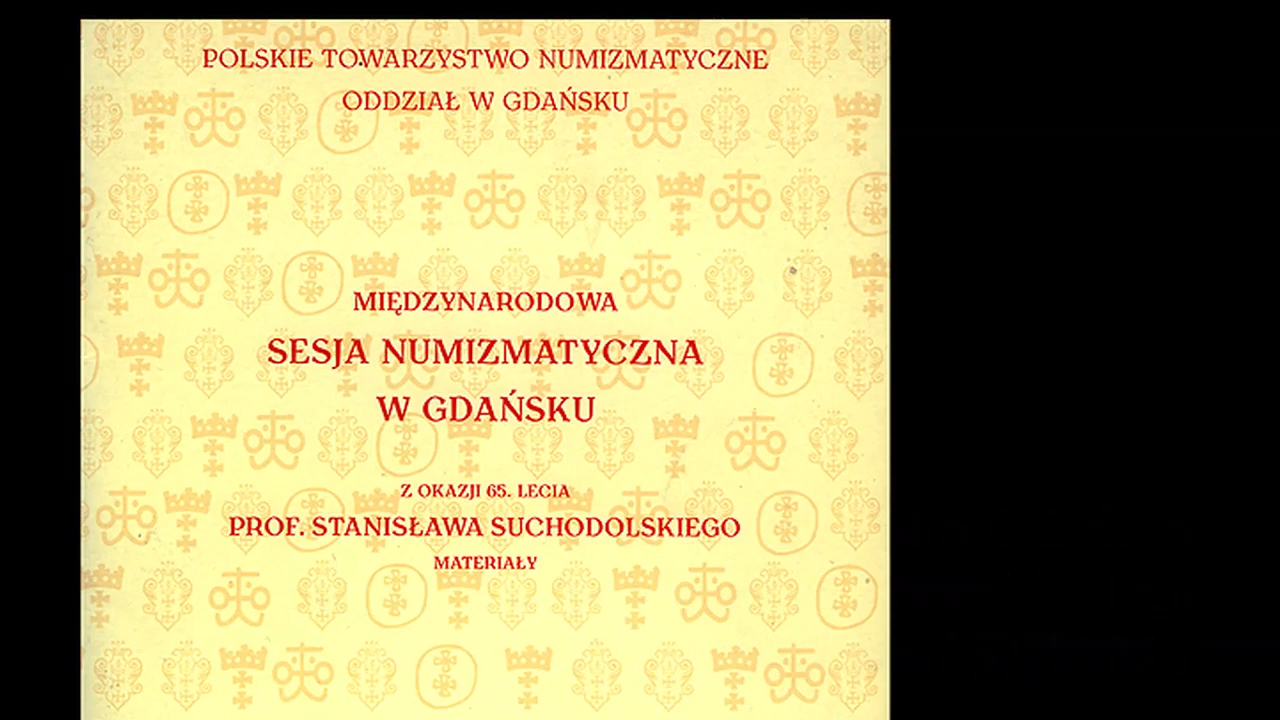 POLSKIE TOWARZYSTWO NUMIZMATYCZNE
ODDZIAŁ W GDAŃSKU
MIĘDZYNARODOWA
SESJA NUMIZMATYCZNA
W GDAŃSKU
Z OKAZJI 65. LECIA
PROF. STANISŁAWA SUCHODOLSKIEGO
MATERIAŁY